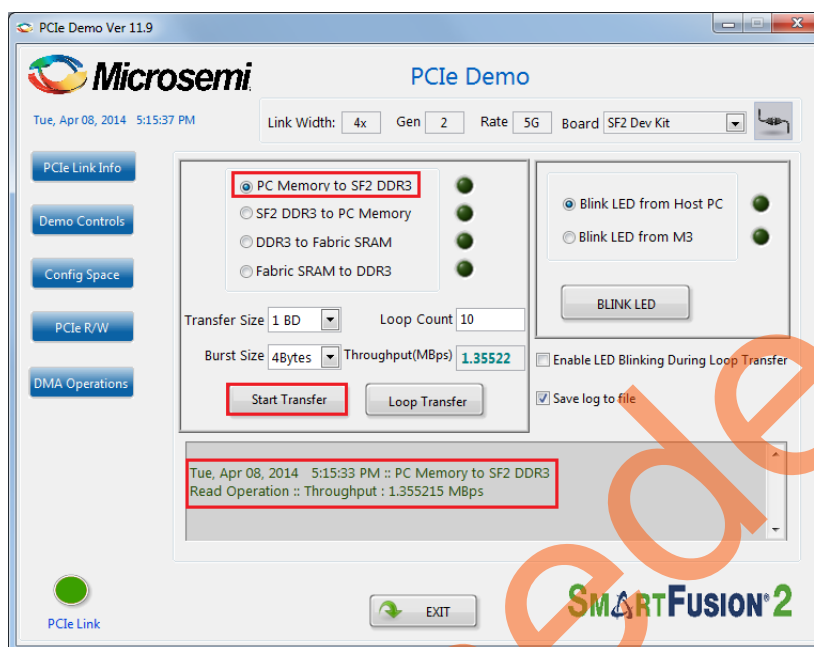 PCIe Demo Ver 11.9
Microsemi
PCIe Demo
Tue, Apr 08, 2014 5:15:37 PM
Link Width: 4x Gen 2 Rate 5G Board SF2 Dev Kit
PCIe Link Info
Demo Controls
Config Space
PCIe R/W
DMA Operations
PC Memory to SF2 DDR3
SF2 DDR3 to PC Memory
DDR3 to Fabric SRAM
Fabric SRAM to DDR3
Transfer Size 1 BD Loop Count 10
Burst Size 4Bytes Throughput(MBps) 1.35522
Start Transfer Loop Transfer
Blink LED from Host PC
Blink LED from M3
BLINK LED
Enable LED Blinking During Loop Transfer
Save log to file
Tue, Apr 08, 2014 5:15:33 PM :: PC Memory to SF2 DDR3
Read Operation :: Throughput : 1.355215 MBps
PCIe Link
EXIT
SMARTFUSION®2